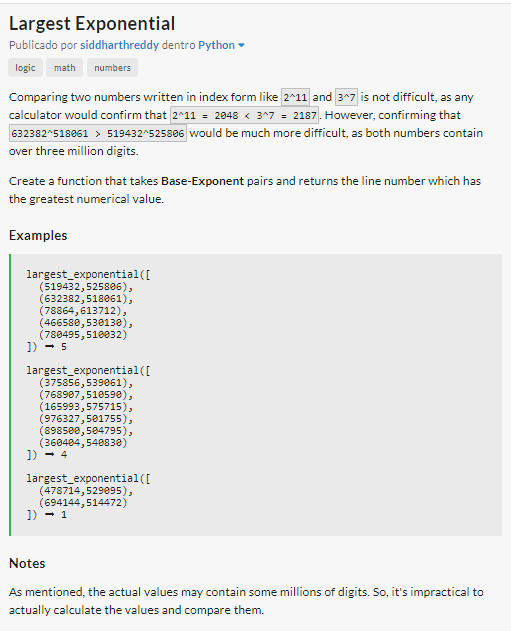 Largest Exponential
Publicado por siddharthreddy dentro Python ▾
logic math numbers
Comparing two numbers written in index form like 2^11 and 3^7 is not difficult, as any
calculator would confirm that 2^11 = 2048 < 3^7 = 2187. However, confirming that
632382^518061 > 519432^525806 would be much more difficult, as both numbers contain
over three million digits.
Create a function that takes Base-Exponent pairs and returns the line number which has
the greatest numerical value.
Examples
largest_exponential([
(519432,525806),
(632382,518061),
(78864,613712),
(466580,530130),
(780495,510032)
]) ➞ 5
largest_exponential([
(375856,539061),
(768907,510590),
(165993,575715),
(976327,501755),
(898500,504795),
(360404,540830)
]) ➞ 4
largest_exponential([
(478714,529095),
(694144,514472)
]) ➞ 1
Notes
As mentioned, the actual values may contain some millions of digits. So, it's impractical to
actually calculate the values and compare them.